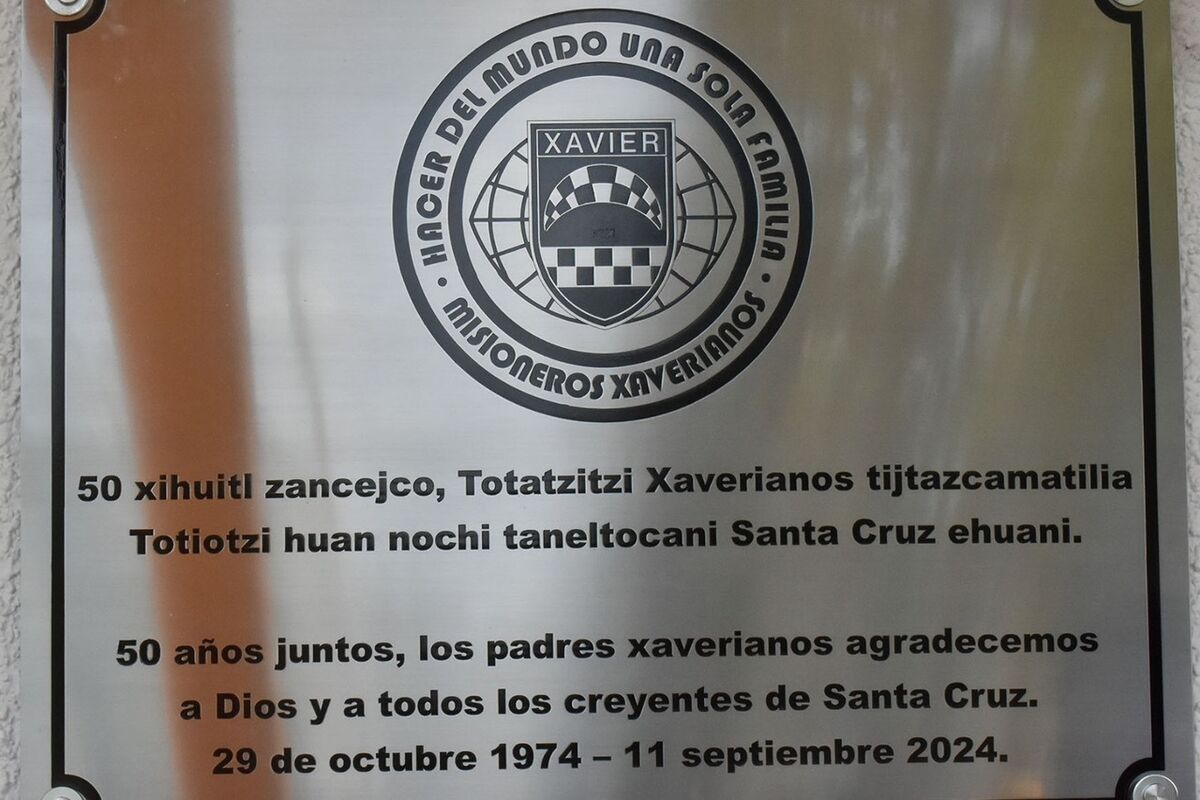 HACER DEL MUNDO UNA SOLA FAMILIA
XAVIER
MISIONEROS XAVERIANOS
50 xihuitl zancejco, Totatzitzi Xaverianos tijtazcamatilia
Totiotzi huan nochi taneltocani Santa Cruz ehuani.
50 años juntos, los padres xaverianos agradecemos
a Dios y a todos los creyentes de Santa Cruz.
29 de octubre 1974 – 11 septiembre 2024.